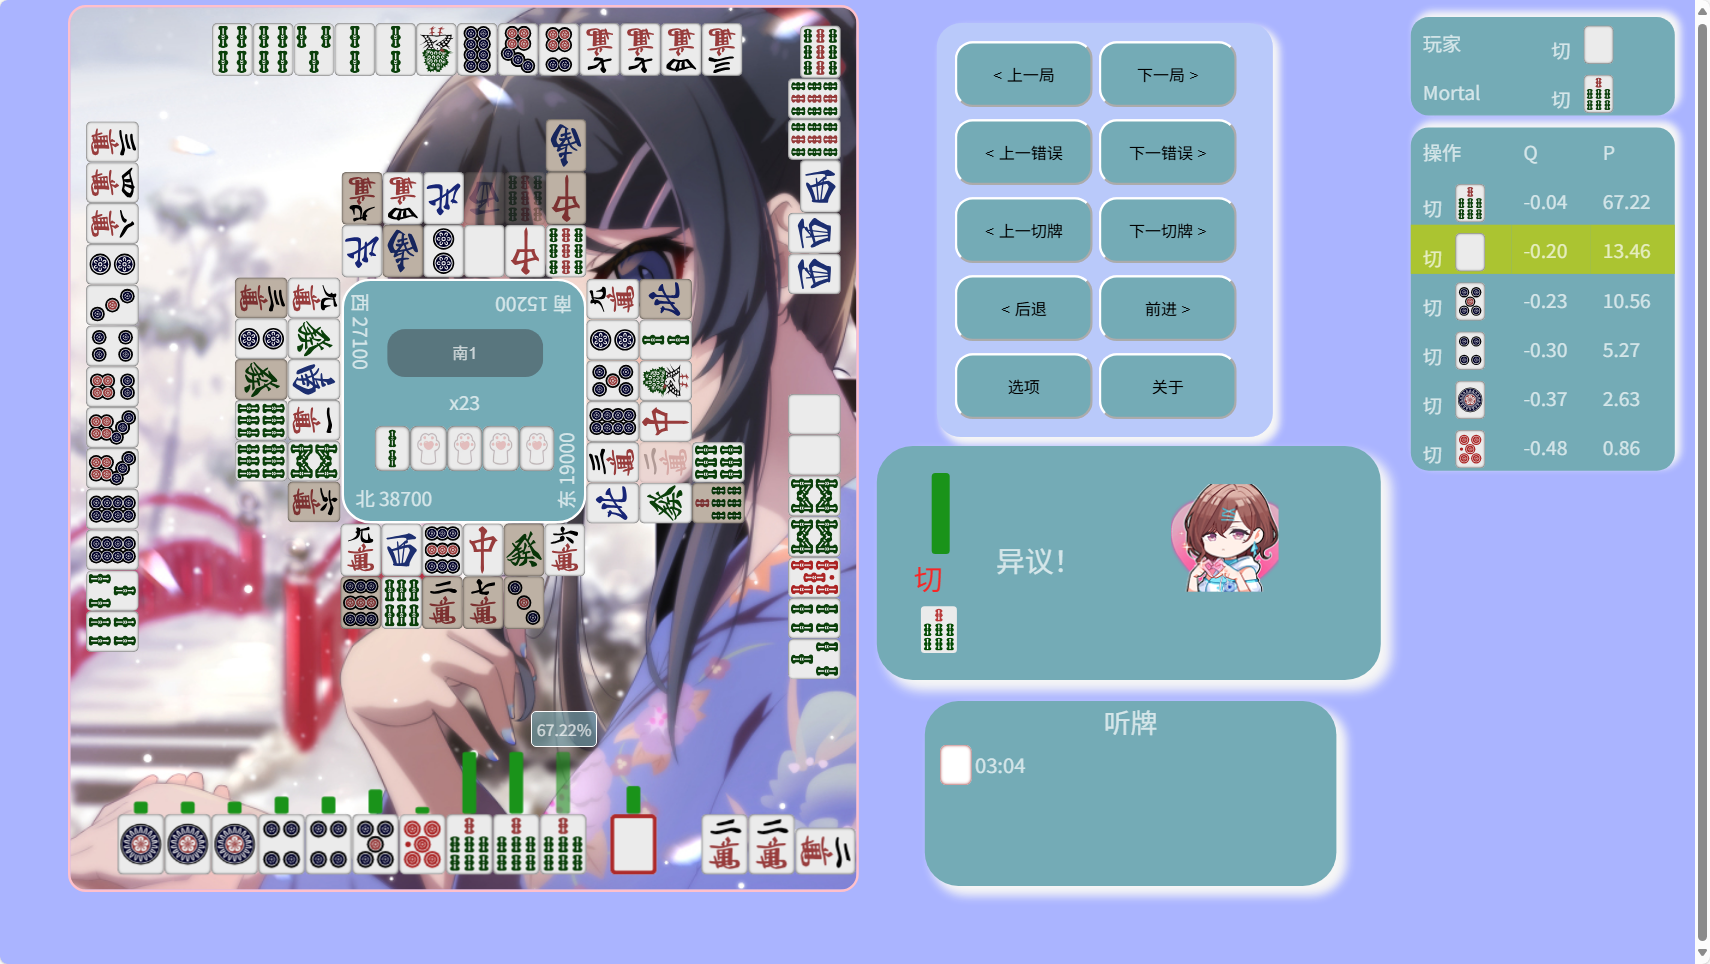 < 上一局
下一局 >
< 上一错误
下一错误 >
< 上一切牌
下一切牌 >
< 后退
前进 >
选项
关于
玩家
切
Mortal
切
操作 Q P
切 -0.04 67.22
切 -0.20 13.46
切 -0.23 10.56
切 -0.30 5.27
切 -0.37 2.63
切 -0.48 0.86
南 15200
西 27100
南1
x23
东 19000
北 38700
切
异议！
听牌
03:04
67.22%